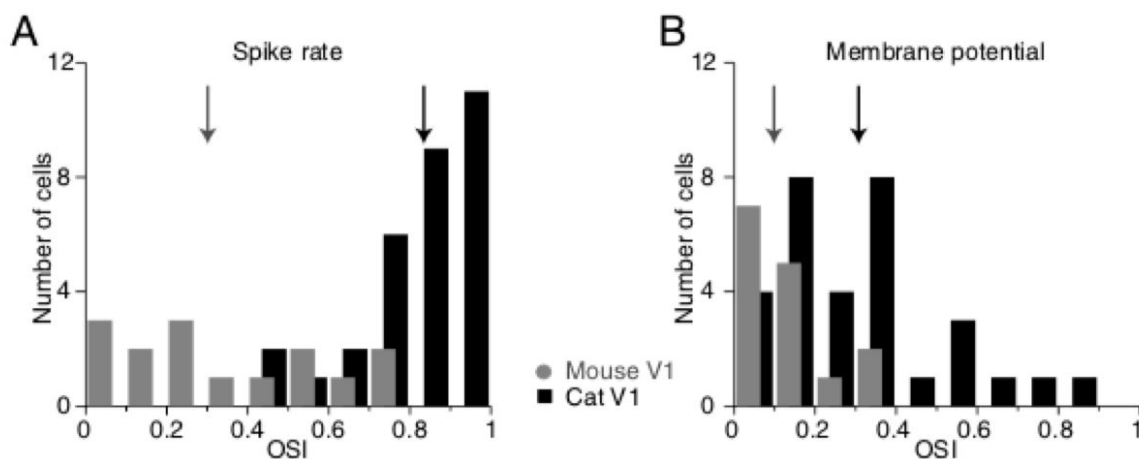 A
Spike rate
12
8
4
0
Number of cells
0 0.2 0.4 0.6 0.8 1
OSI
Mouse V1
Cat V1
B
Membrane potential
12
8
4
0
Number of cells
0 0.2 0.4 0.6 0.8 1
OSI